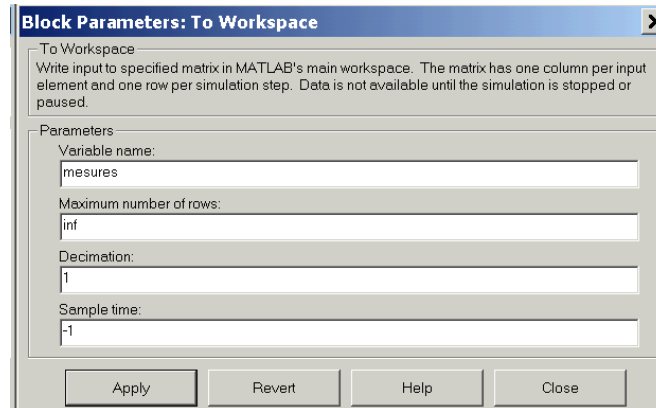 Block Parameters: To Workspace
To Workspace
Write input to specified matrix in MATLAB's main workspace. The matrix has one column per input
element and one row per simulation step. Data is not available until the simulation is stopped or
paused.
Parameters
Variable name:
mesures
Maximum number of rows:
inf
Decimation:
1
Sample time:
-1
Apply Revert Help Close